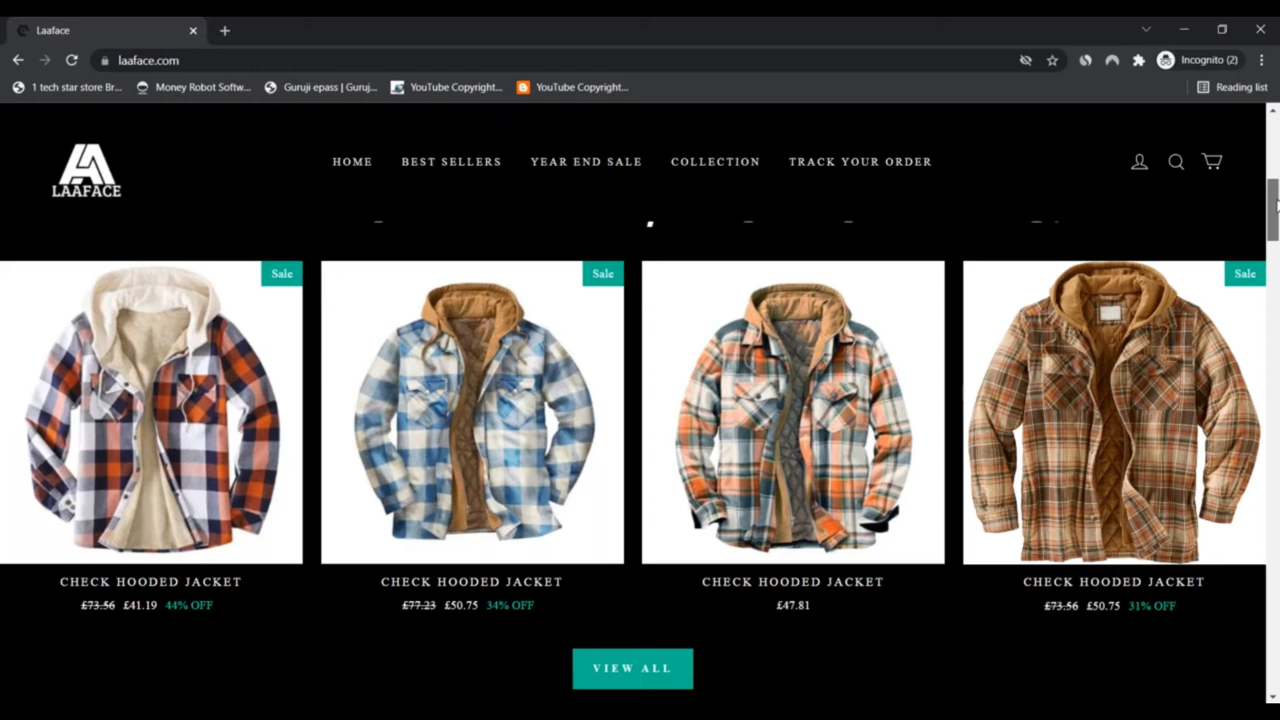 Laaface
laaface.com
Incognito (2)
1 tech star store Br...
Money Robot Softw...
Guruji epass | Guruj...
YouTube Copyright...
YouTube Copyright...
Reading list
LAAFACE
HOME
BEST SELLERS
YEAR END SALE
COLLECTION
TRACK YOUR ORDER
Sale
Sale
Sale
CHECK HOODED JACKET
£73.56 £41.19 44% OFF
CHECK HOODED JACKET
£77.23 £50.75 34% OFF
CHECK HOODED JACKET
£47.81
CHECK HOODED JACKET
£73.56 £50.75 31% OFF
VIEW ALL